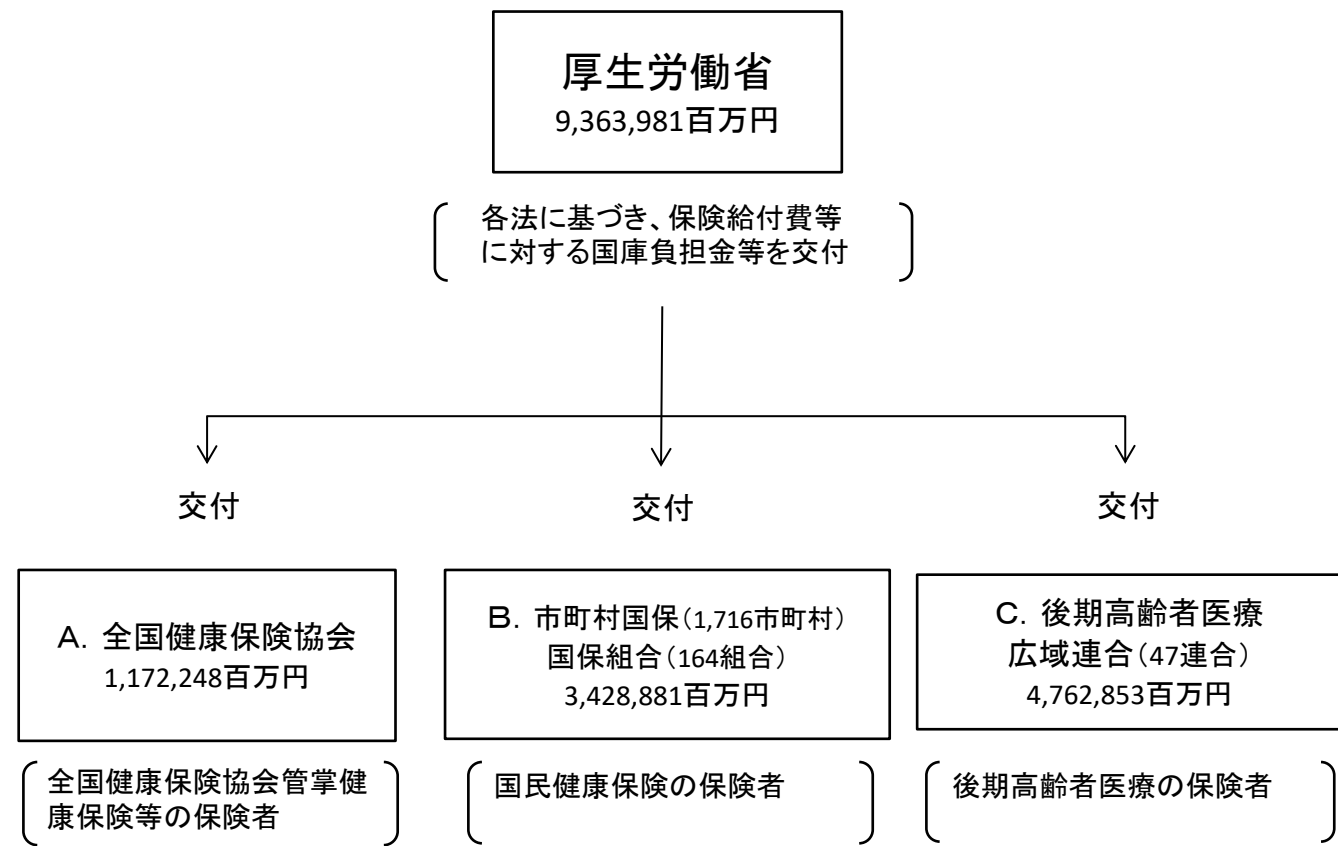 厚生労働省
9,363,981百万円
各法に基づき、保険給付費等
に対する国庫負担金等を交付
交付
交付
交付
A．全国健康保険協会
1,172,248百万円
B．市町村国保（1,716市町村）
国保組合（164組合）
3,428,881百万円
C．後期高齢者医療
広域連合（47連合）
4,762,853百万円
全国健康保険協会管掌健
康保険等の保険者
国民健康保険の保険者
後期高齢者医療の保険者